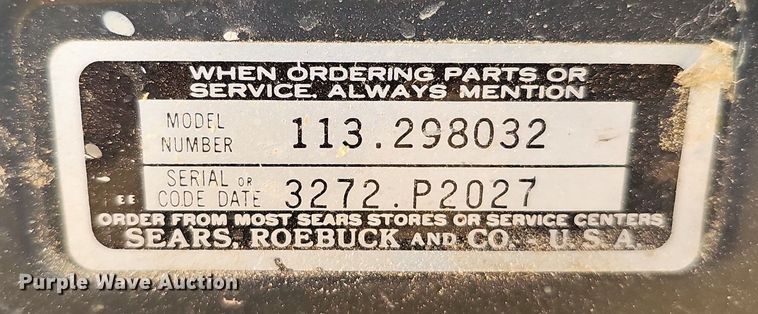 WHEN ORDERING PARTS OR
SERVICE, ALWAYS MENTION
MODEL
NUMBER 113.298032
SERIAL OR
CODE DATE 3272.P2027
EE
ORDER FROM MOST SEARS STORES OR SERVICE CENTERS
SEARS, ROEBUCK AND CO. - U.S.A.
Purple Wave Auction